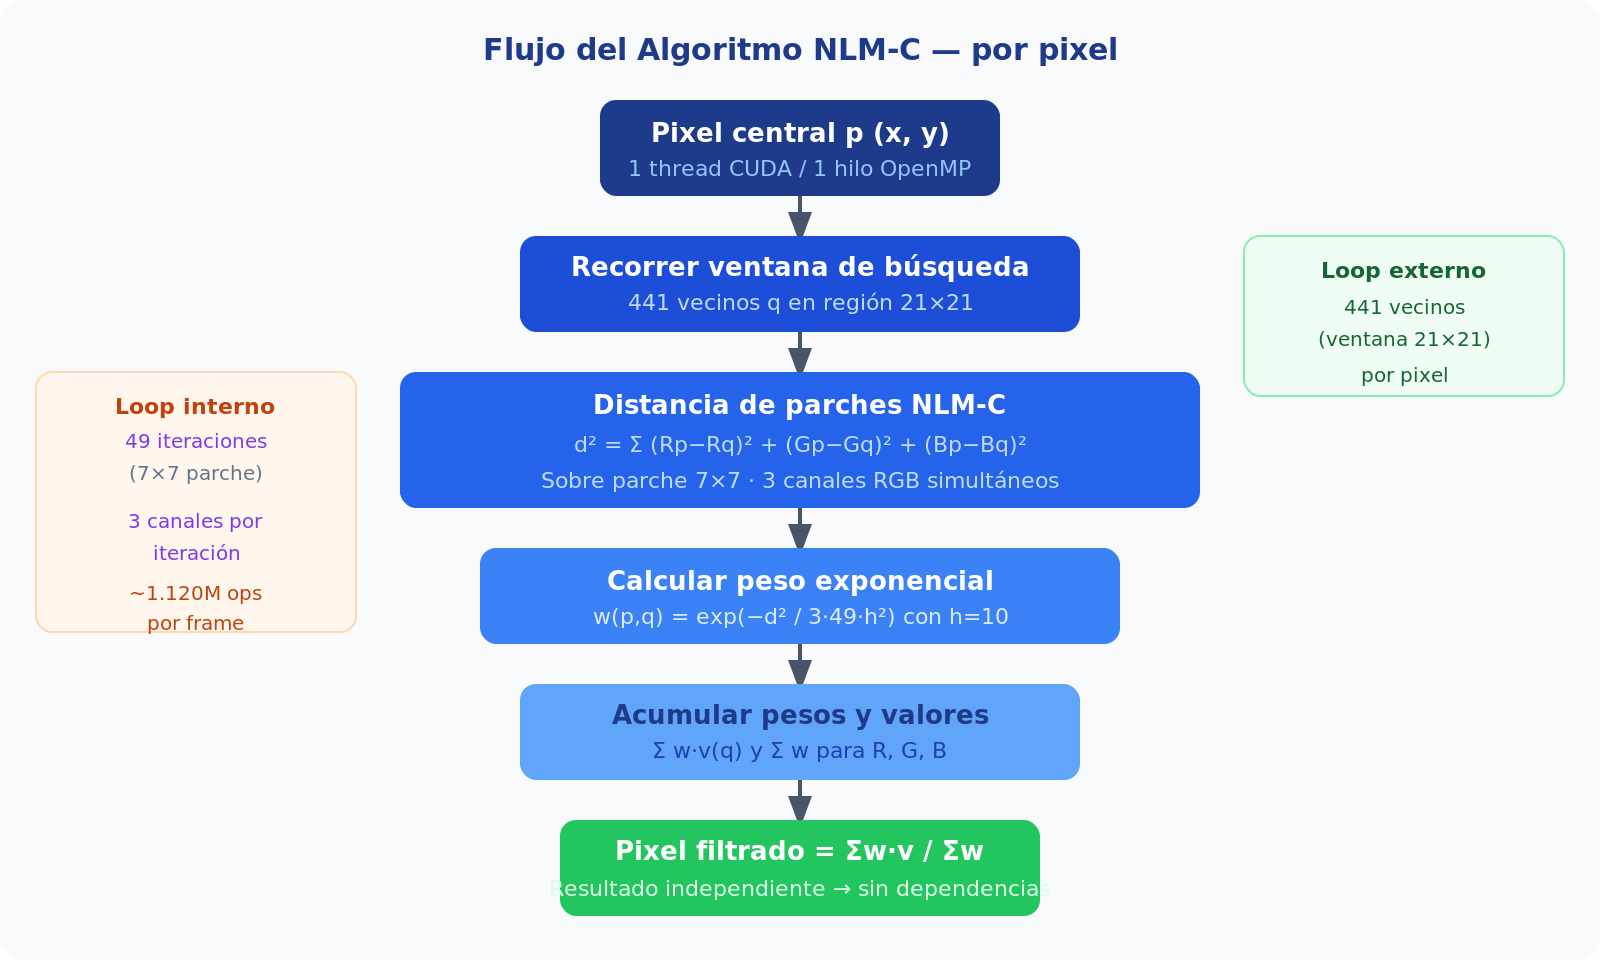 Flujo del Algoritmo NLM-C — por pixel
Pixel central p (x, y)
1 thread CUDA / 1 hilo OpenMP
Recorrer ventana de búsqueda
441 vecinos q en región 21×21
Loop externo
441 vecinos
(ventana 21×21)
por pixel
Loop interno
49 iteraciones
(7×7 parche)
3 canales por
iteración
~1.120M ops
por frame
Distancia de parches NLM-C
d² = Σ (Rp−Rq)² + (Gp−Gq)² + (Bp−Bq)²
Sobre parche 7×7 · 3 canales RGB simultáneos
Calcular peso exponencial
w(p,q) = exp(−d² / 3·49·h²) con h=10
Acumular pesos y valores
Σ w·v(q) y Σ w para R, G, B
Pixel filtrado = Σw·v / Σw
Resultado independiente → sin dependencias